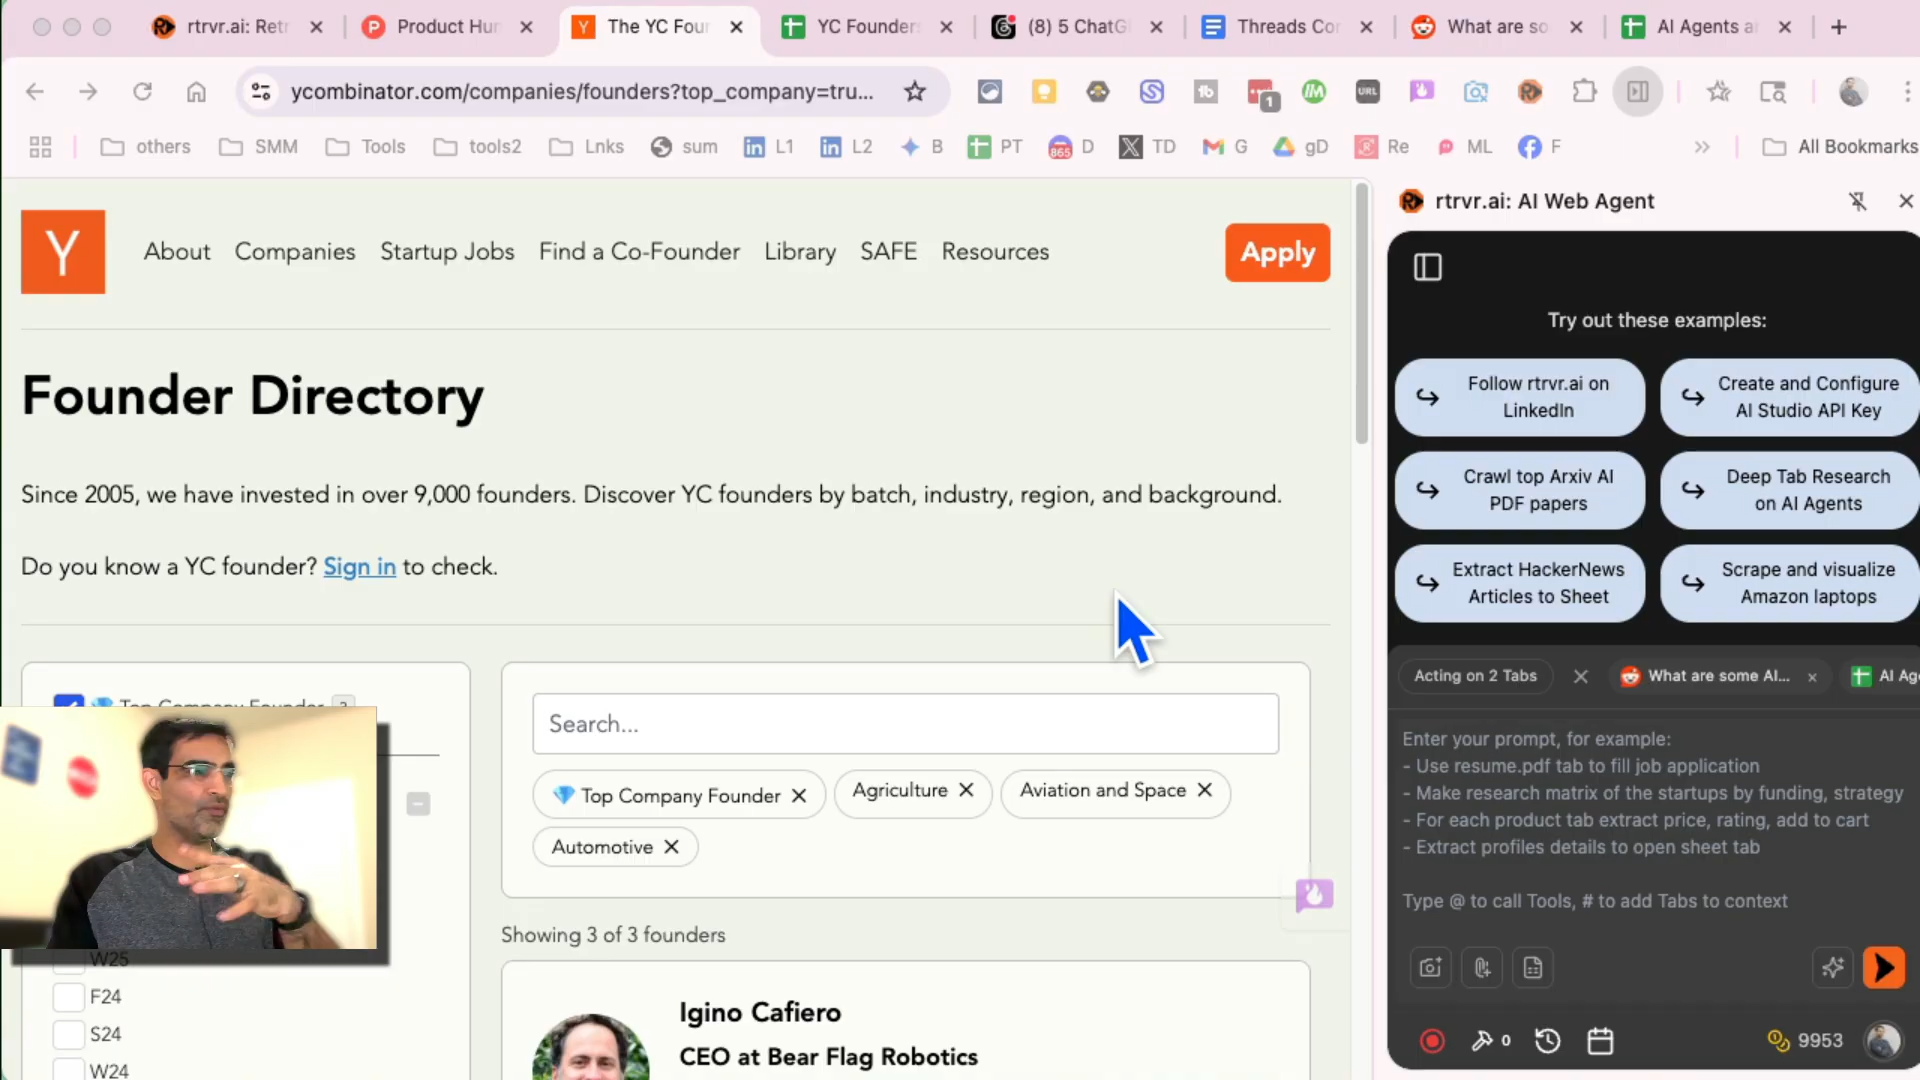 rtrvr.ai: Retr
Product Hun
The YC Four
YC Founders
(8) 5 ChatG
Threads Co
What are so
AI Agents a
ycombinator.com/companies/founders?top_company=tru...
1
URL
others
SMM
Tools
tools2
Lnks
sum
L1
L2
B
PT
865
D
TD
G
gD
Re
ML
F
All Bookmarks
rtrvr.ai: AI Web Agent
Y
About
Companies
Startup Jobs
Find a Co-Founder
Library
SAFE
Resources
Apply
Founder Directory
Since 2005, we have invested in over 9,000 founders. Discover YC founders by batch, industry, region, and background.
Do you know a YC founder? Sign in to check.
Top Company Founder
Search...
Top Company Founder
Agriculture
Aviation and Space
Automotive
Showing 3 of 3 founders
W25
F24
S24
W24
Igino Cafiero
CEO at Bear Flag Robotics
Try out these examples:
Follow rtrvr.ai on
LinkedIn
Create and Configure
AI Studio API Key
Crawl top Arxiv AI
PDF papers
Deep Tab Research
on AI Agents
Extract HackerNews
Articles to Sheet
Scrape and visualize
Amazon laptops
Acting on 2 Tabs
What are some AI...
AI Age
Enter your prompt, for example:
- Use resume.pdf tab to fill job application
- Make research matrix of the startups by funding, strategy
- For each product tab extract price, rating, add to cart
- Extract profiles details to open sheet tab
Type @ to call Tools, # to add Tabs to context
0
9953